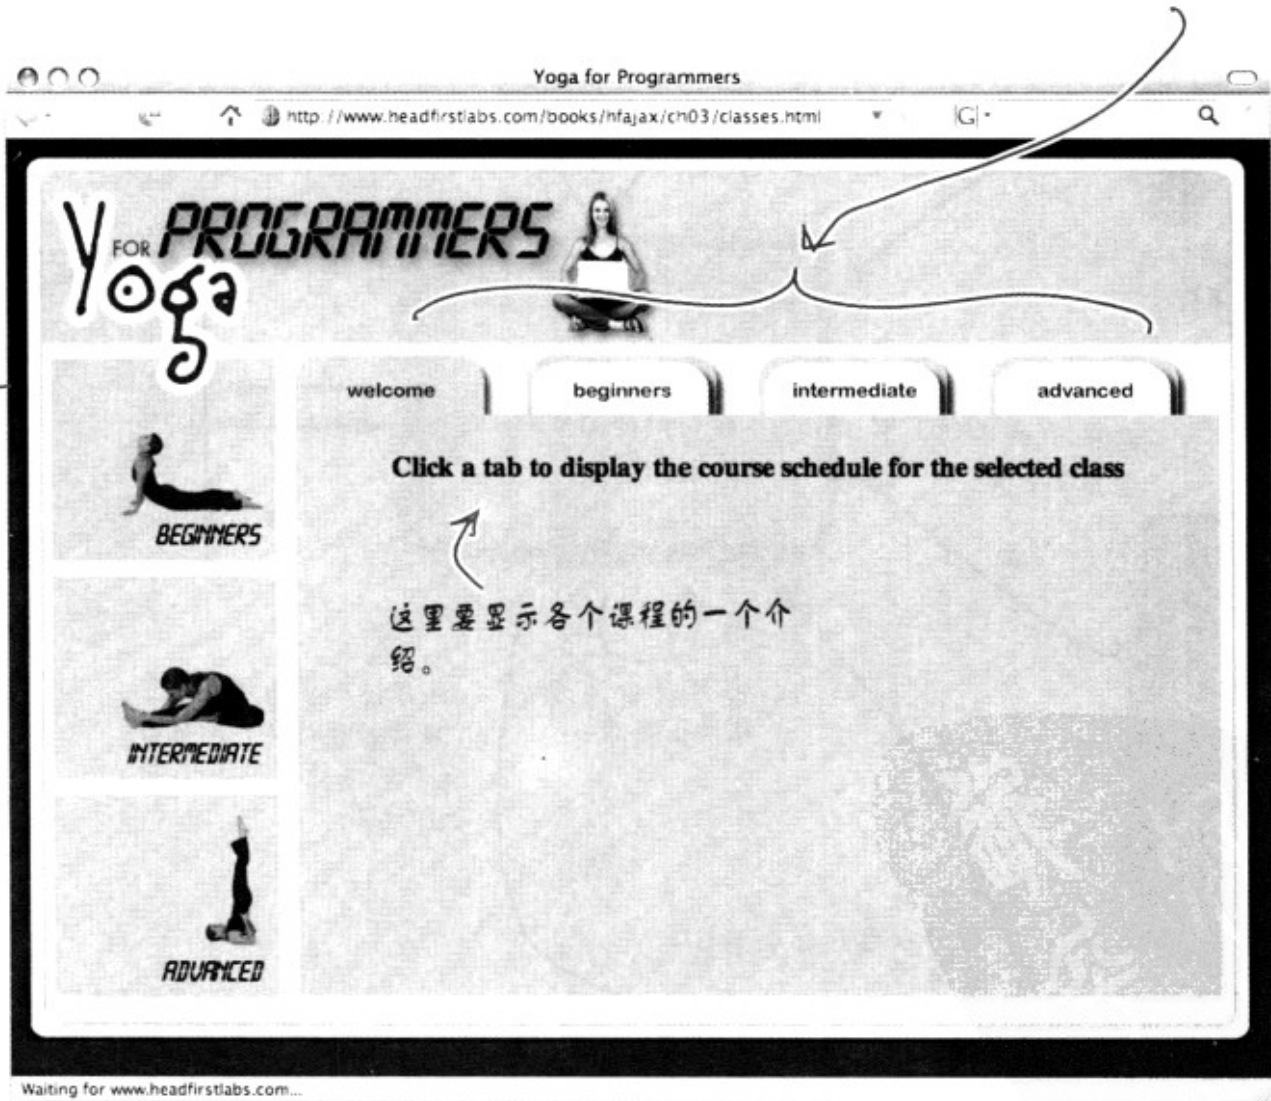 Yoga for Programmers
http://www.headfirstlabs.com/books/hfajax/ch03/classes.html
G
Yoga FOR PROGRAMMERS
welcome beginners intermediate advanced
Click a tab to display the course schedule for the selected class
BEGINNERS
这里要显示各个课程的一个介
绍。
INTERMEDIATE
ADVANCED
Waiting for www.headfirstlabs.com...